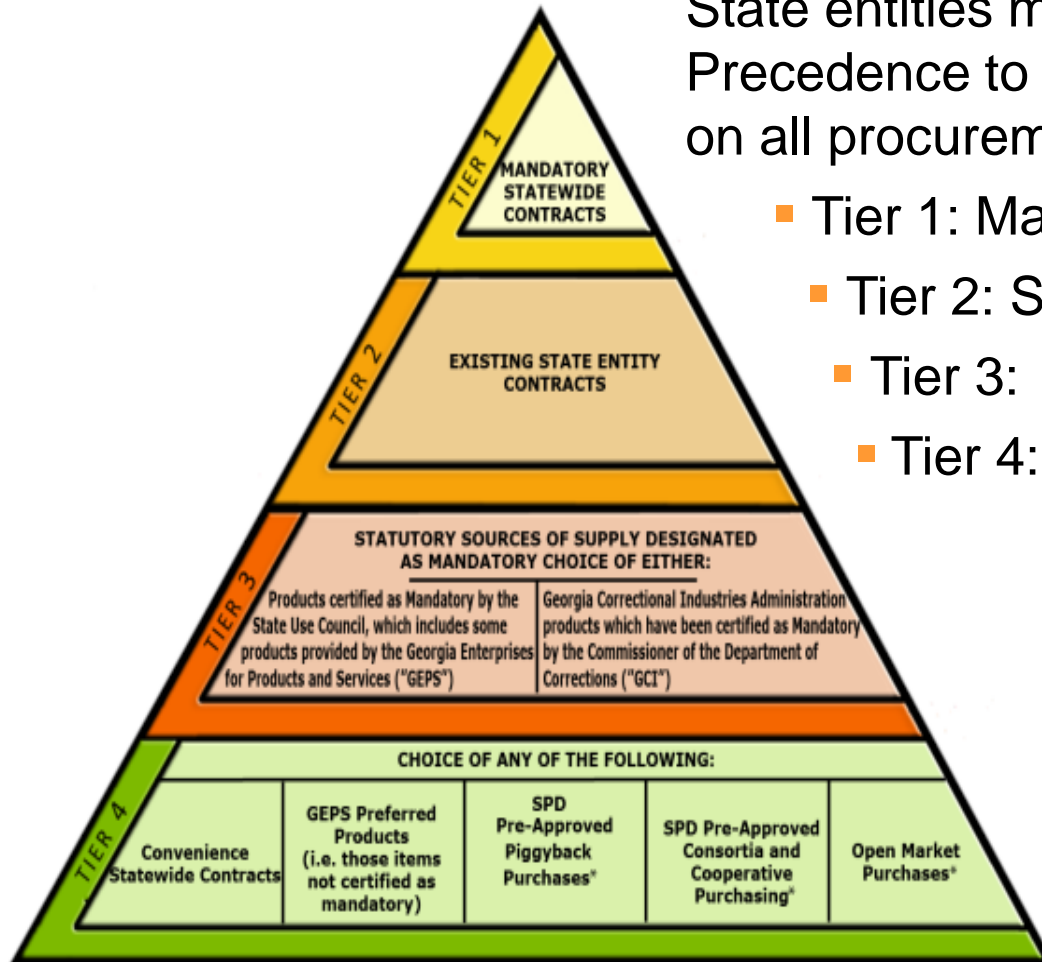 State entities m
Precedence to
on all procurem
▪ Tier 1: Ma
▪ Tier 2: S
▪ Tier 3:
▪ Tier 4:
TIER 1
MANDATORY
STATEWIDE
CONTRACTS
TIER 2
EXISTING STATE ENTITY
CONTRACTS
TIER 3
STATUTORY SOURCES OF SUPPLY DESIGNATED
AS MANDATORY CHOICE OF EITHER:
Products certified as Mandatory by the
State Use Council, which includes some
products provided by the Georgia Enterprises
for Products and Services ("GEPS")
Georgia Correctional Industries Administration
products which have been certified as Mandatory
by the Commissioner of the Department of
Corrections ("GCI")
TIER 4
CHOICE OF ANY OF THE FOLLOWING:
Convenience
Statewide Contracts
GEPS Preferred
Products
(i.e. those items
not certified as
mandatory)
SPD
Pre-Approved
Piggyback
Purchases*
SPD Pre-Approved
Consortia and
Cooperative
Purchasing*
Open Market
Purchases*